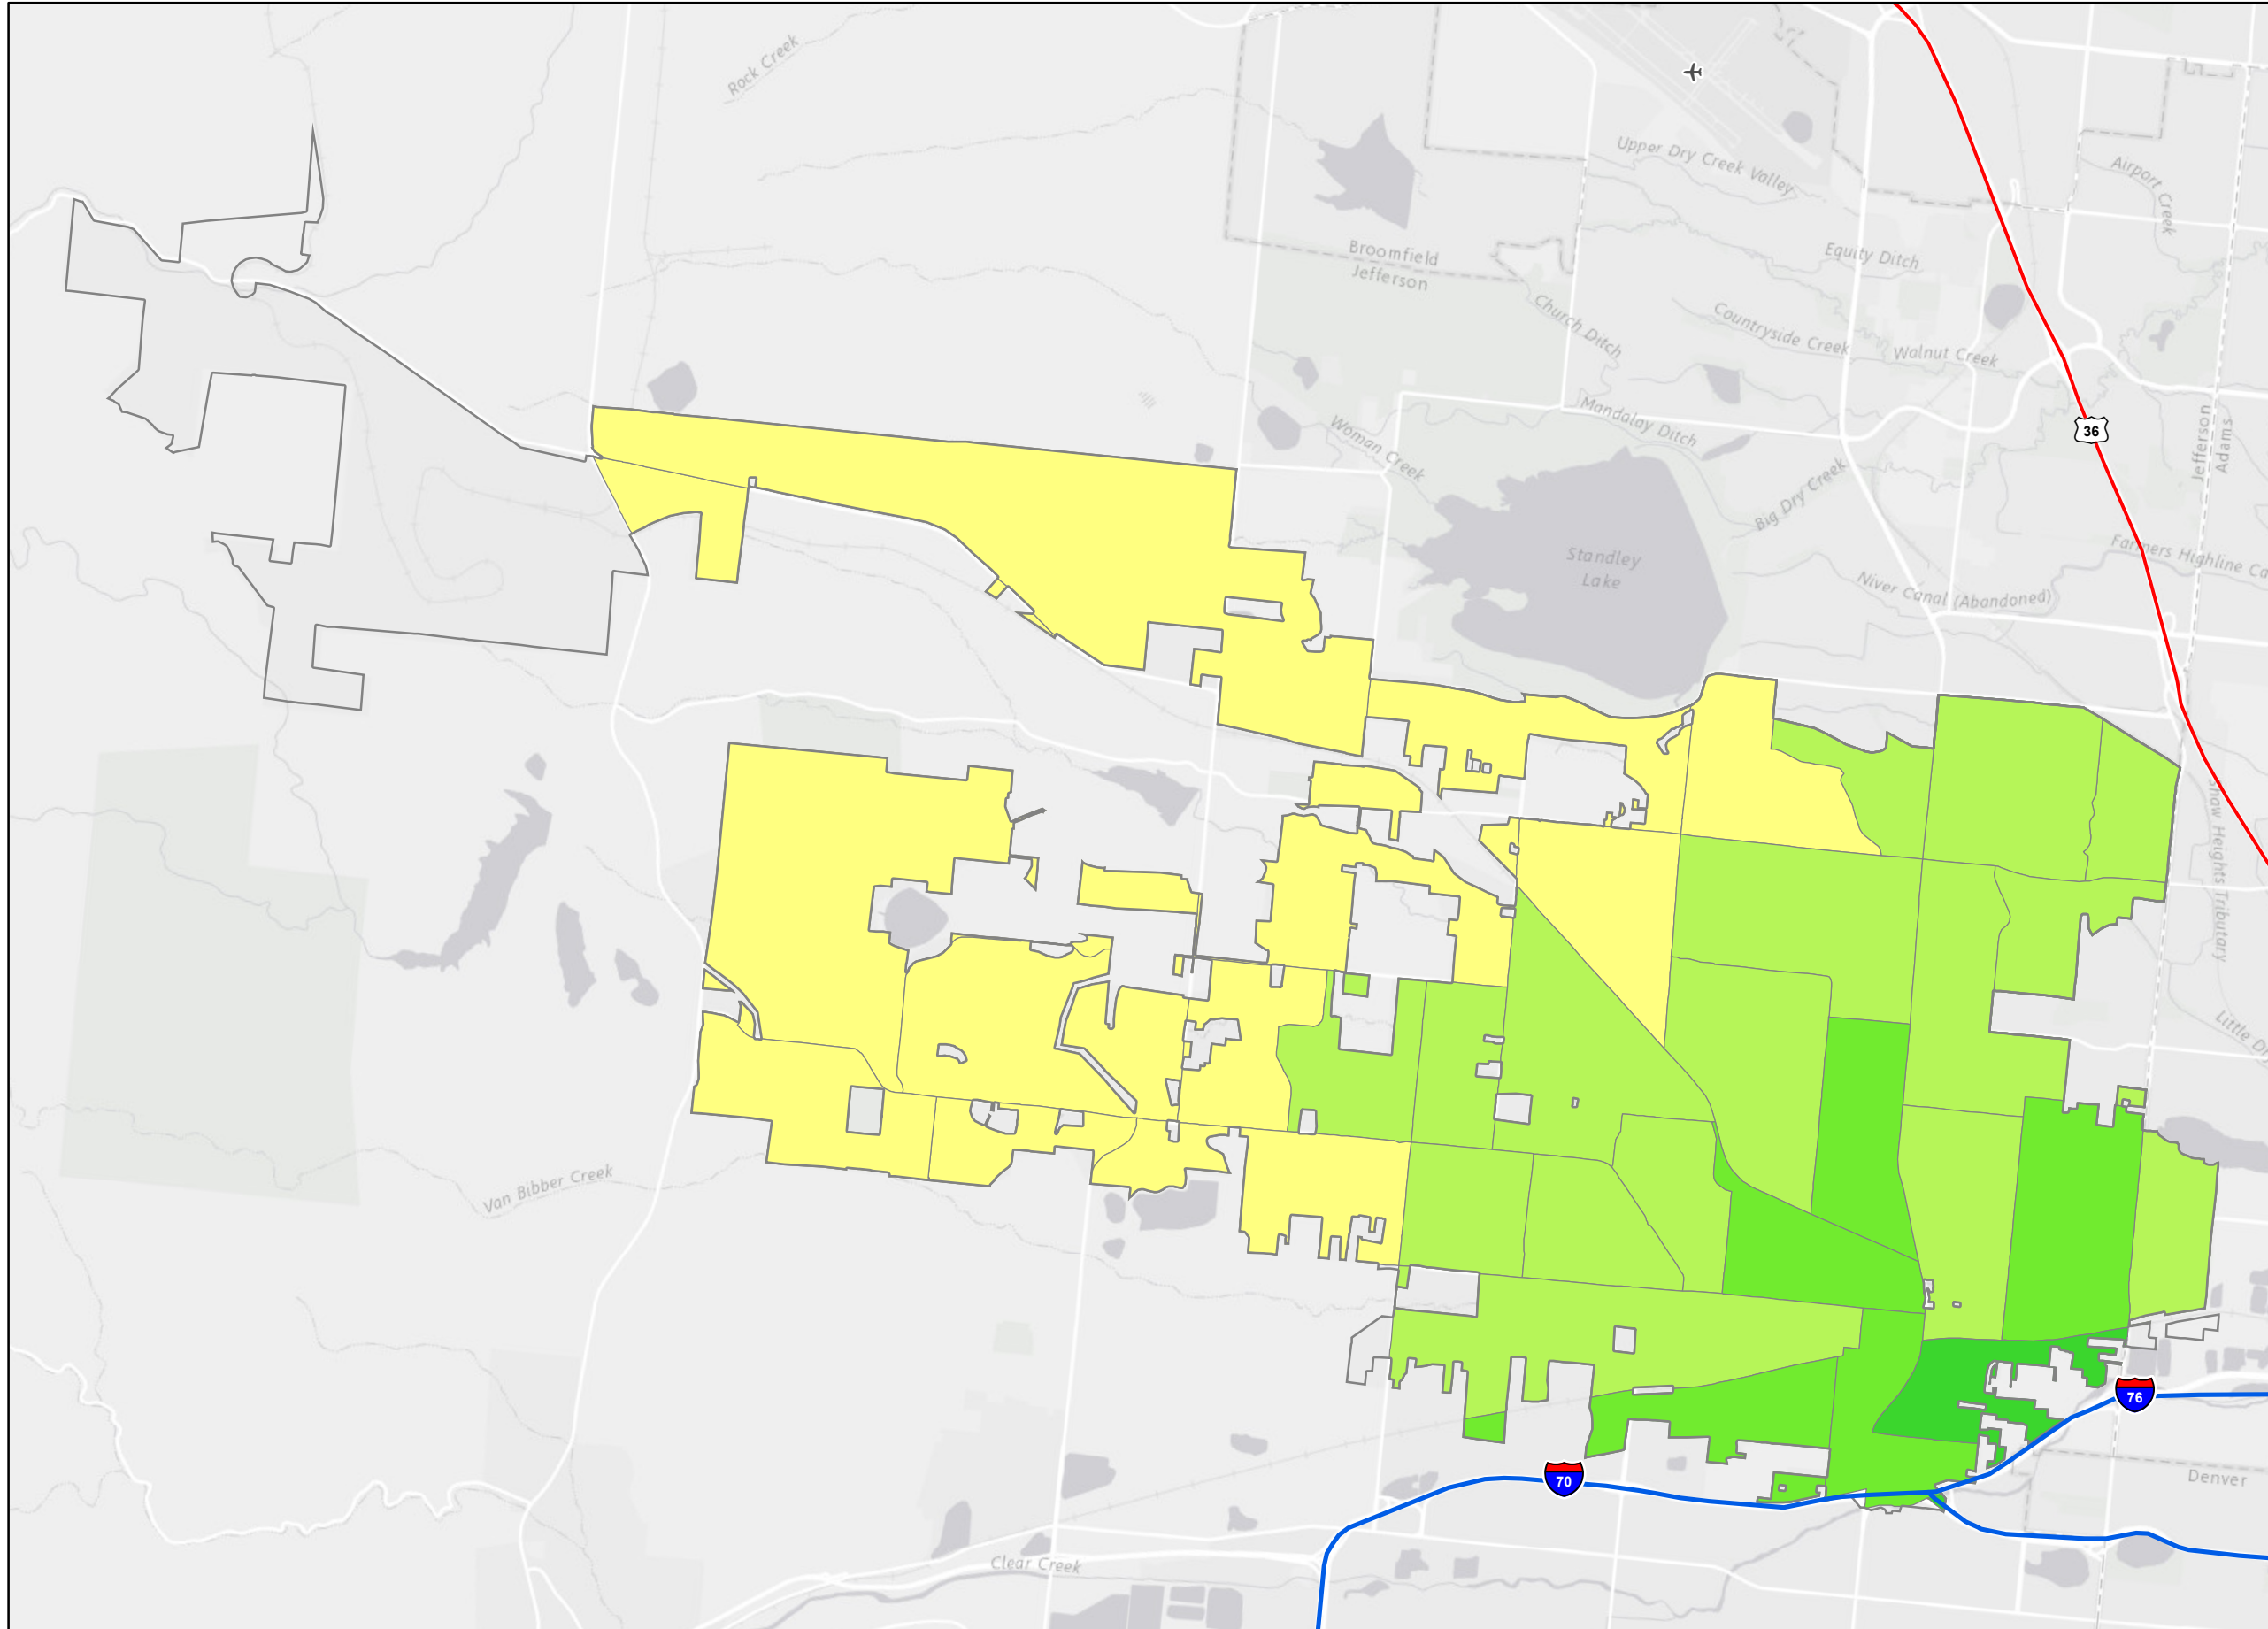 Rock Creek
Upper Dry Creek Valley
Airport
Creek
Broomfield
Jefferson
Equity Ditch
Church Ditch
Countryside Creek
Walnut Creek
Mandalay Ditch
Woman Creek
36
Jefferson
Adams
Big Dry Creek
Standley
Lake
Farmers Highline Ca
Niver Canal (Abandoned)
Shaw Heights Tributary
Little D
Van Bibber Creek
76
70
Denver
Clear Creek